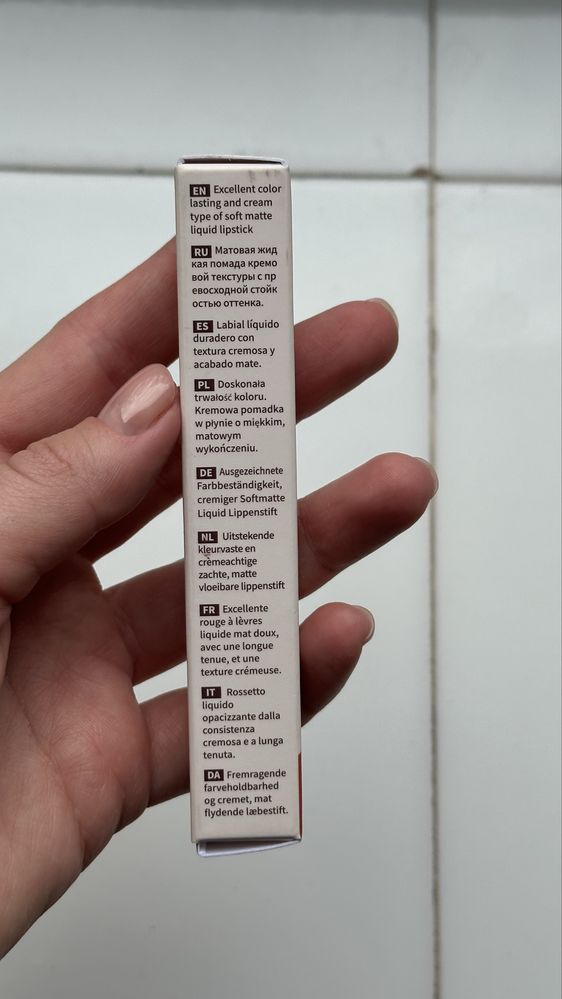 EN Excellent color
lasting and cream
type of soft matte
liquid lipstick
RU Матовая жид
кая помада кремо
вой текстуры с пр
евосходной стойк
остью оттенка.
ES Labial líquido
duradero con
textura cremosa y
acabado mate.
PL Doskonała
trwałość koloru.
Kremowa pomadka
w płynie o miękkim,
matowym
wykończeniu.
DE Ausgezeichnete
Farbbeständigkeit,
cremiger Softmatte
Liquid Lippenstift
NL Uitstekende
kleurvaste en
crèmeachtige
zachte, matte
vloeibare lippenstift
FR Excellente
rouge à lèvres
liquide mat doux,
avec une longue
tenue, et une
texture crémeuse.
IT Rossetto
liquido
opacizzante dalla
consistenza
cremosa e a lunga
tenuta.
DA Fremragende
farveholdbarhed
og cremet, mat
flydende læbestift.